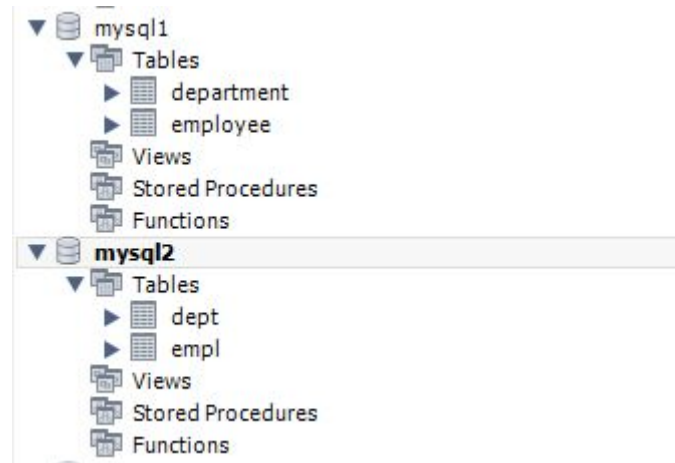 mysql1
Tables
department
employee
Views
Stored Procedures
Functions
mysql2
Tables
dept
empl
Views
Stored Procedures
Functions